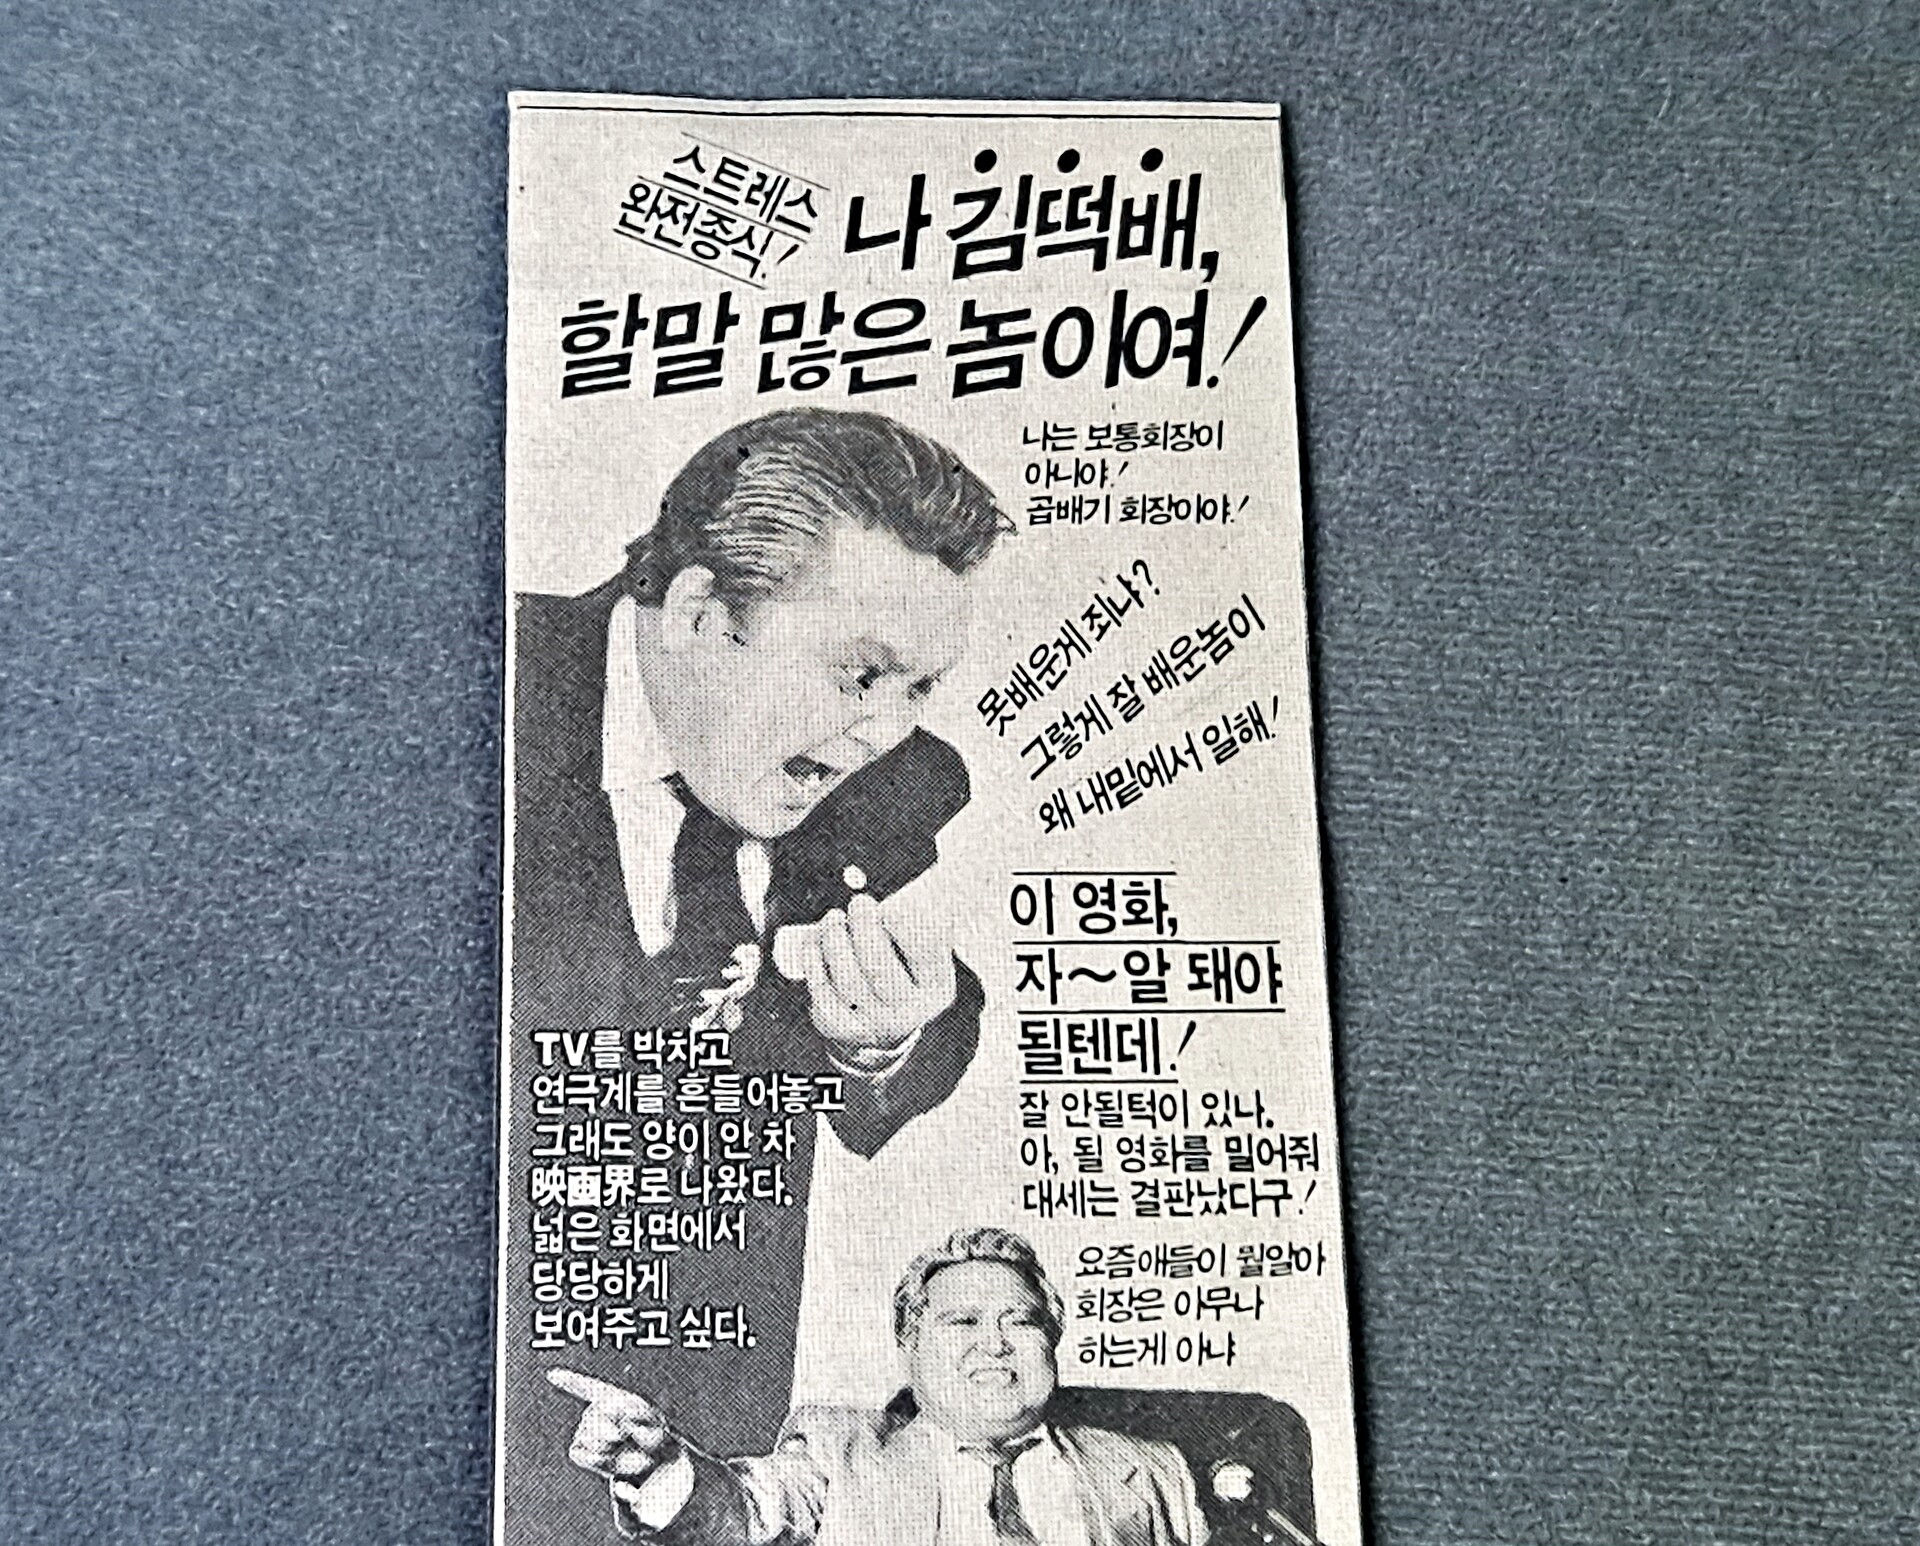 스트레스
완전종식!
나 김떡배,
할말 많은 놈이여!
나는 보통회장이
아니야!
곱배기 회장이야!
못배운게 죄냐?
그렇게 잘 배운놈이
왜 내밑에서 일해!
이 영화,
자~알 돼야
될텐데!
잘 안될턱이 있나.
아, 될 영화를 밀어줘
대세는 결판났다구!
TV를 박차고
연극계를 흔들어놓고
그래도 양이 안 차
映画界로 나왔다.
넓은 화면에서
당당하게
보여주고 싶다.
요즘애들이 뭘알아
회장은 아무나
하는게 아냐